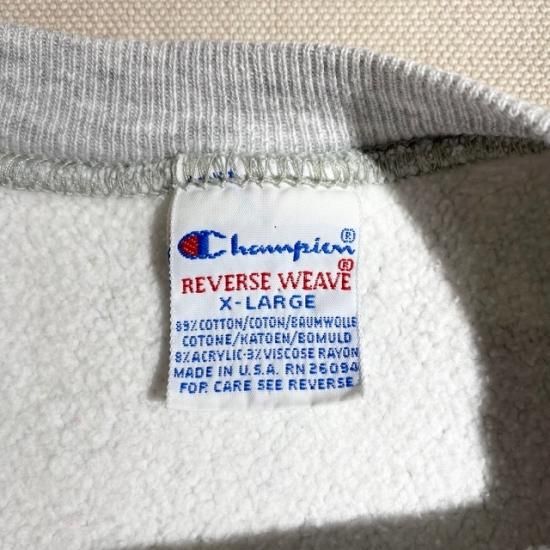 Champion®
REVERSE WEAVE®
X-LARGE
89% COTTON/COTON/BAUMWOLLE
COTONE/KATOEN/BOMULD
8% ACRYLIC-3% VISCOSE RAYON
MADE IN U.S.A. RN 26094
FOR CARE SEE REVERSE